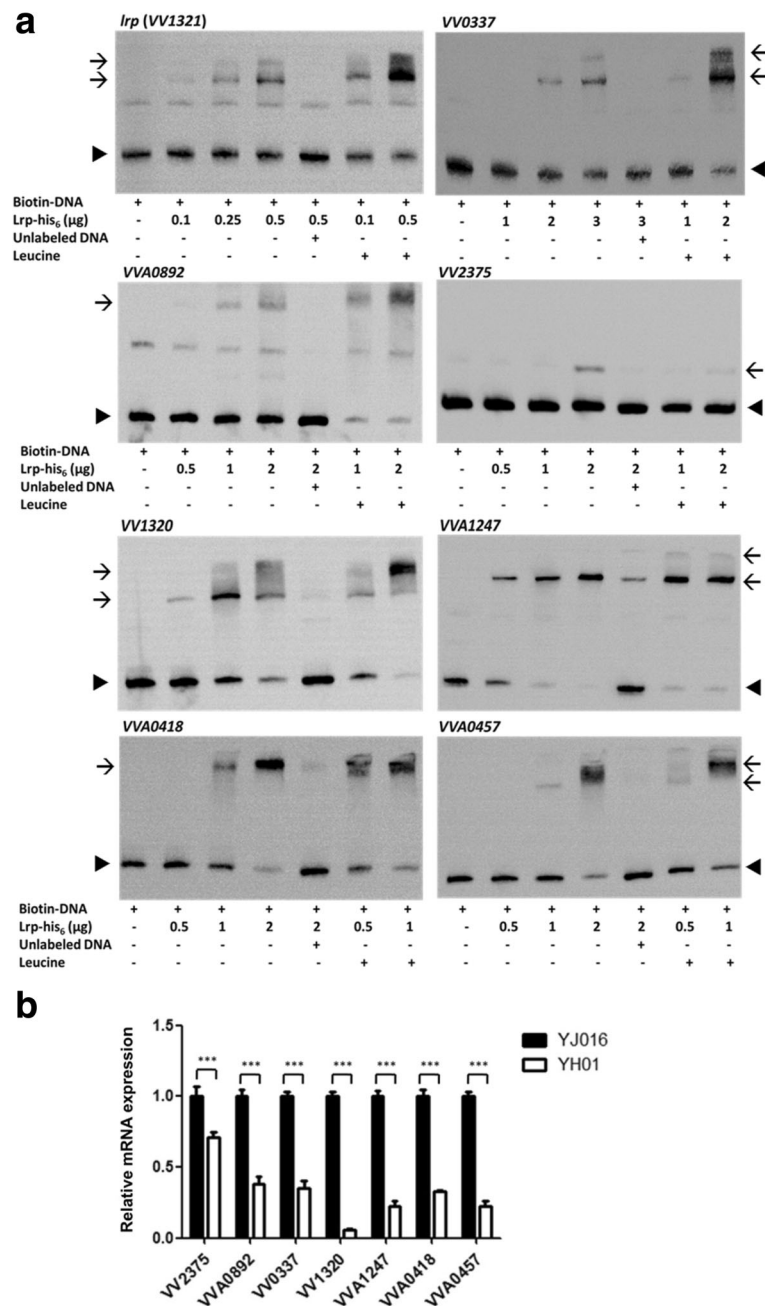 a
lrp (VV1321)
VV0337
Biotin-DNA + + + + + + + + + + + + + +
Lrp-his6 (μg) - 0.1 0.25 0.5 0.5 0.1 0.5 - 1 2 3 3 1 2
Unlabeled DNA - - - - + - - - - - - + - -
Leucine - - - - - + + - - - - - + +
VVA0892
VV2375
Biotin-DNA + + + + + + + + + + + + + +
Lrp-his6 (μg) - 0.5 1 2 2 1 2 - 0.5 1 2 2 1 2
Unlabeled DNA - - - - + - - - - - - + - -
Leucine - - - - - + + - - - - - + +
VV1320
VVA1247
VVA0418
VVA0457
Biotin-DNA + + + + + + + + + + + + + +
Lrp-his6 (μg) - 0.5 1 2 2 0.5 1 - 0.5 1 2 2 0.5 1
Unlabeled DNA - - - - + - - - - - - + - -
Leucine - - - - - + + - - - - - + +
b
Relative mRNA expression
1.5
1.0
0.5
0.0
*** *** *** *** *** *** ***
YJ016
YH01
VV2375 VVA0892 VV0337 VV1320 VVA1247 VVA0418 VVA0457